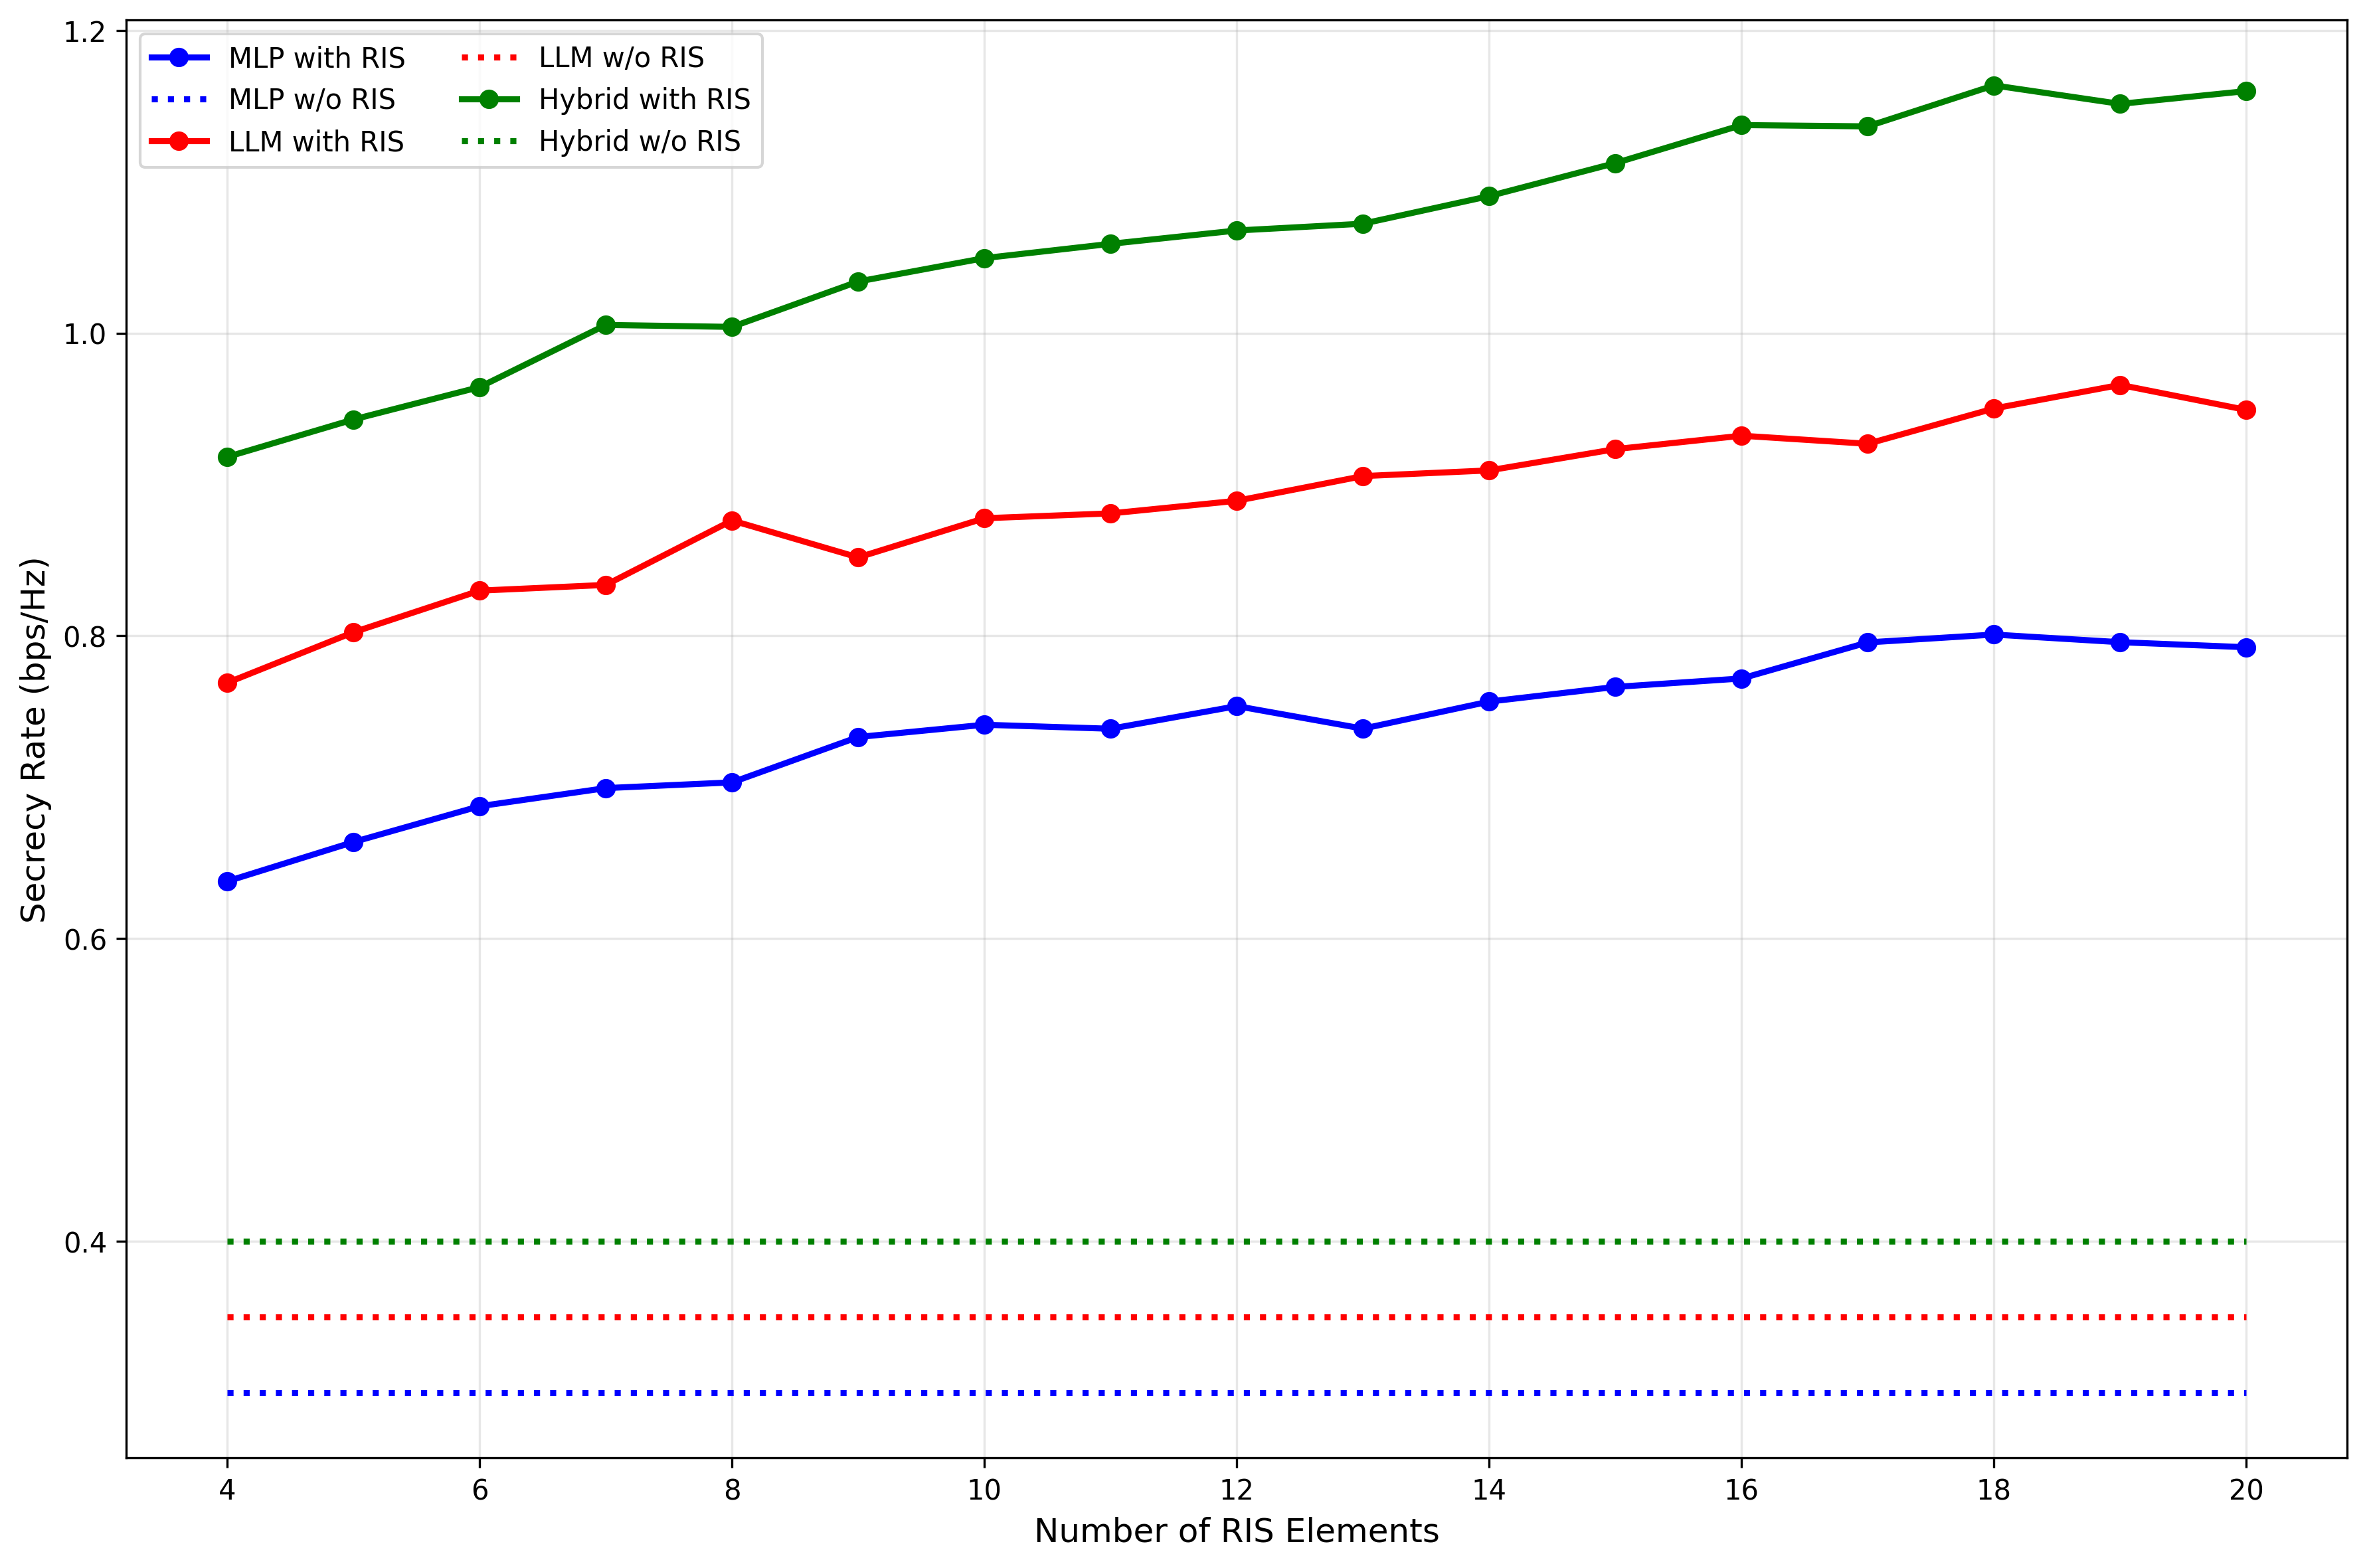 MLP with RIS
MLP w/o RIS
LLM with RIS
LLM w/o RIS
Hybrid with RIS
Hybrid w/o RIS
Secrecy Rate (bps/Hz)
1.2
1.0
0.8
0.6
0.4
4 6 8 10 12 14 16 18 20
Number of RIS Elements